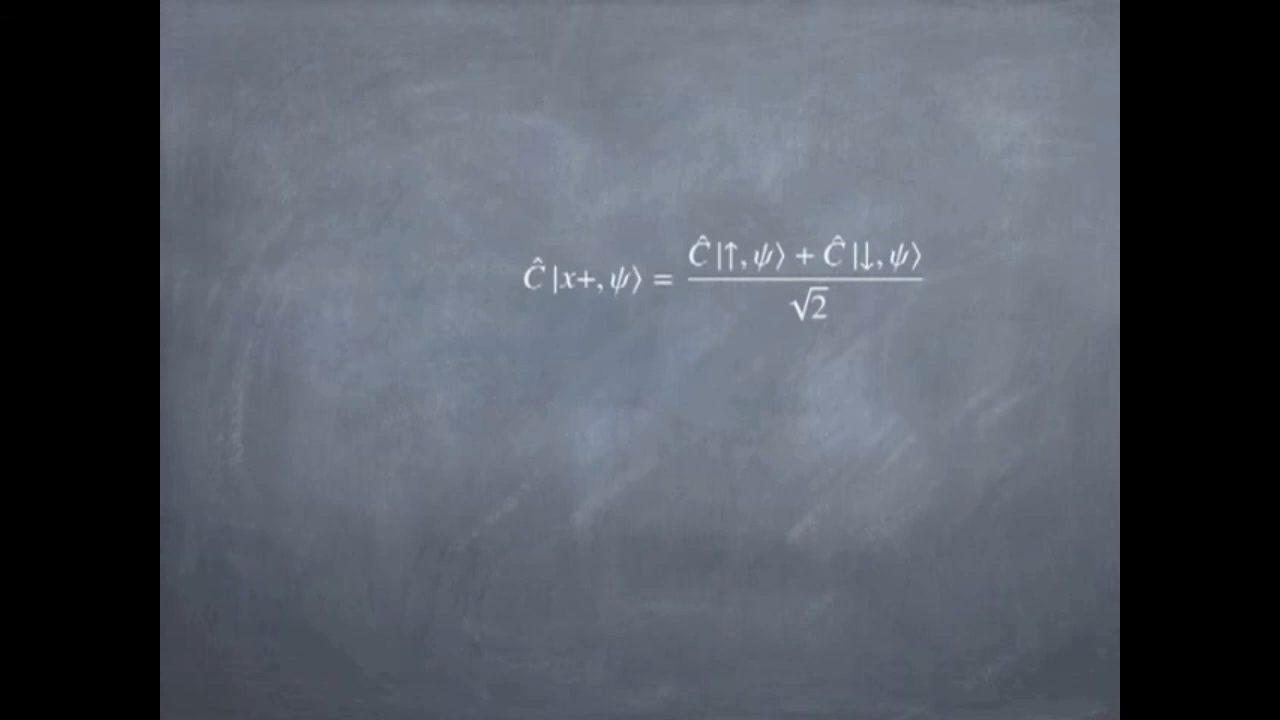 Ĉ |x+, ψ⟩ = (Ĉ |↑, ψ⟩ + Ĉ |↓, ψ⟩) / √2